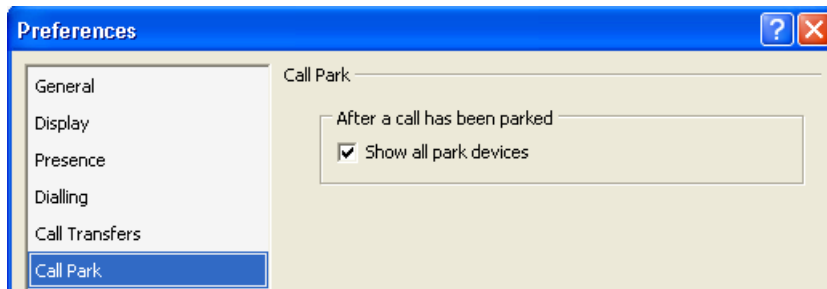 Preferences
General
Display
Presence
Dialling
Call Transfers
Call Park
Call Park
After a call has been parked
Show all park devices